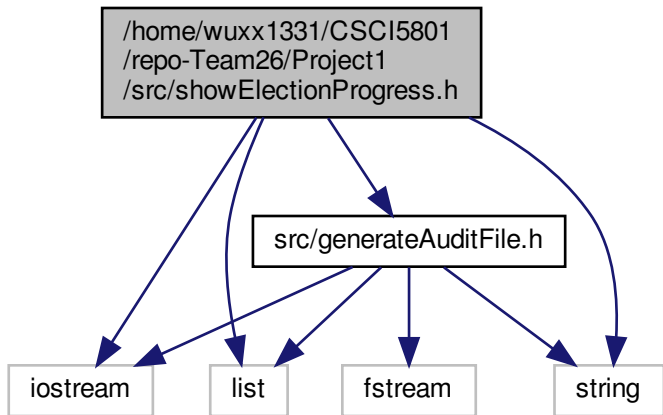 /home/wuxx1331/CSCI5801
/repo-Team26/Project1
/src/showElectionProgress.h
src/generateAuditFile.h
iostream
list
fstream
string